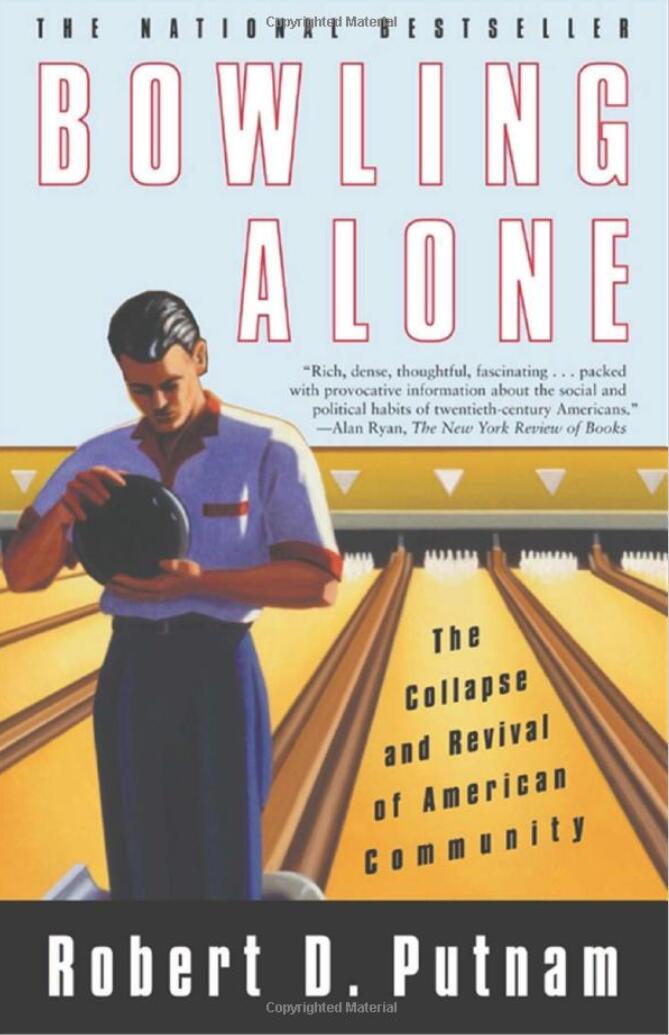 Copyrighted Material
THE NATIONAL BESTSELLER
BOWLING
ALONE
“Rich, dense, thoughtful, fascinating . . . packed
with provocative information about the social and
political habits of twentieth-century Americans.”
—Alan Ryan, The New York Review of Books
The
Collapse
and Revival
of American
Community
Robert D. Putnam
Copyrighted Material